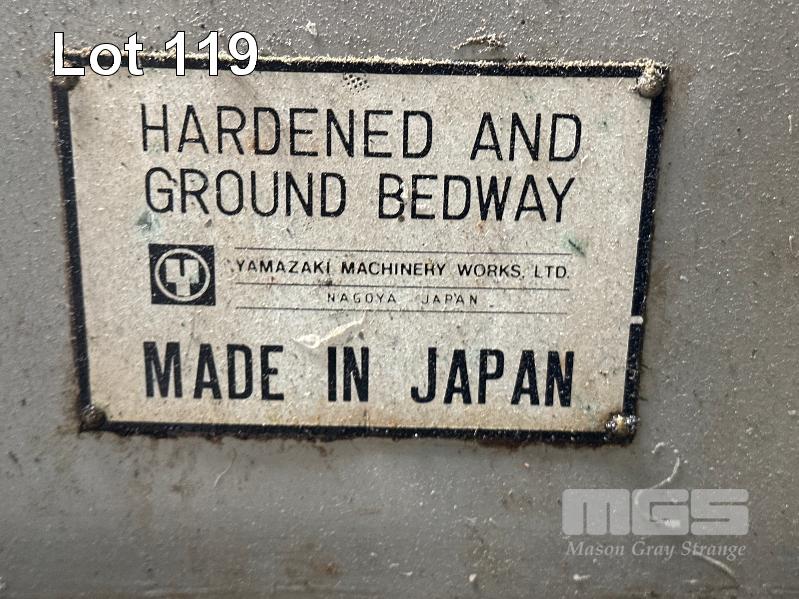 Lot 119
HARDENED AND
GROUND BEDWAY
YAMAZAKI MACHINERY WORKS, LTD.
NAGOYA JAPAN
MADE IN JAPAN
MGS
Mason Gray Strange